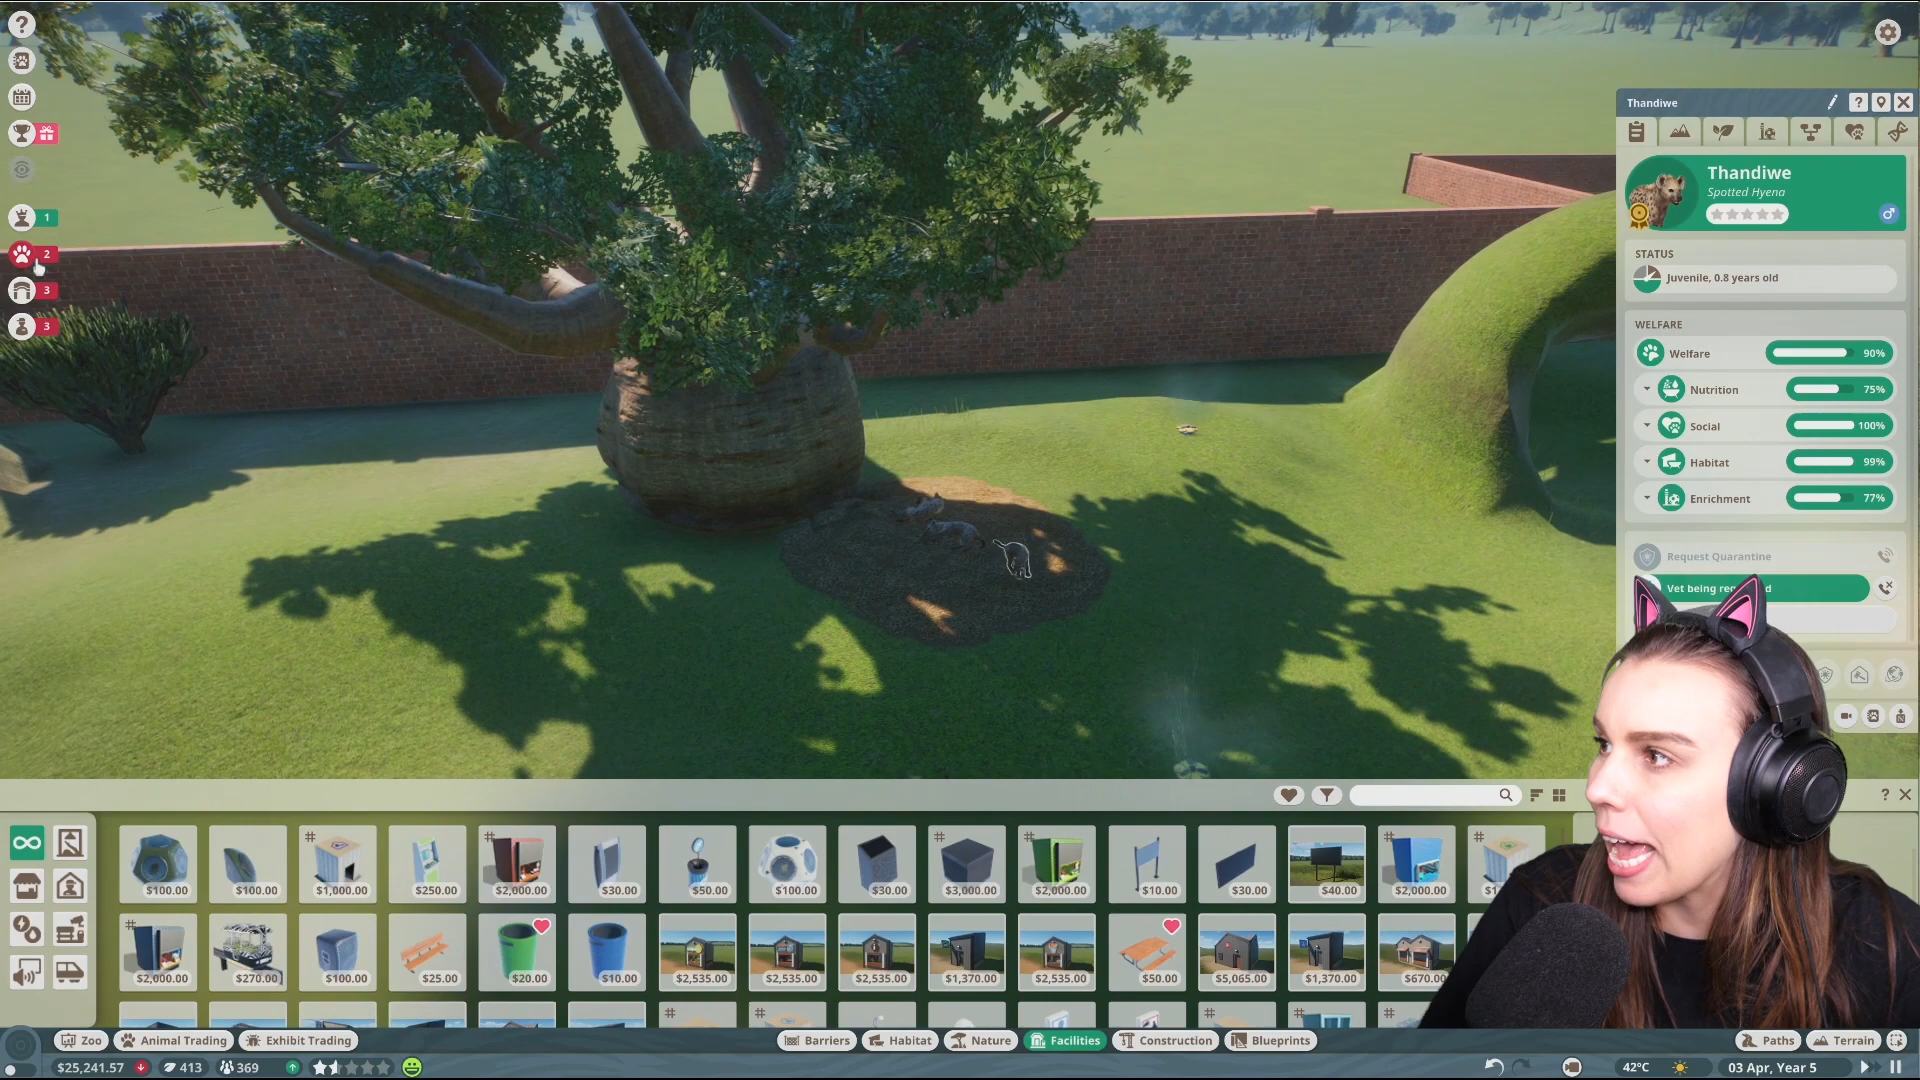 ?
1
2
3
3
Thandiwe
?
Thandiwe
Spotted Hyena
STATUS
Juvenile, 0.8 years old
WELFARE
Welfare 90%
Nutrition 75%
Social 100%
Habitat 99%
Enrichment 77%
Request Quarantine
Vet being
?
$100.00 $100.00 $1,000.00 $250.00 $2,000.00 $30.00 $50.00 $100.00 $30.00 $3,000.00 $2,000.00 $10.00 $30.00 $40.00 $2,000.00
$2,000.00 $270.00 $100.00 $25.00 $20.00 $10.00 $2,535.00 $2,535.00 $2,535.00 $1,370.00 $2,535.00 $50.00 $5,065.00 $1,370.00 $670.00
Zoo Animal Trading Exhibit Trading Barriers Habitat Nature Facilities Construction Blueprints Paths Terrain
$25,241.57 413 369 42°C 03 Apr, Year 5